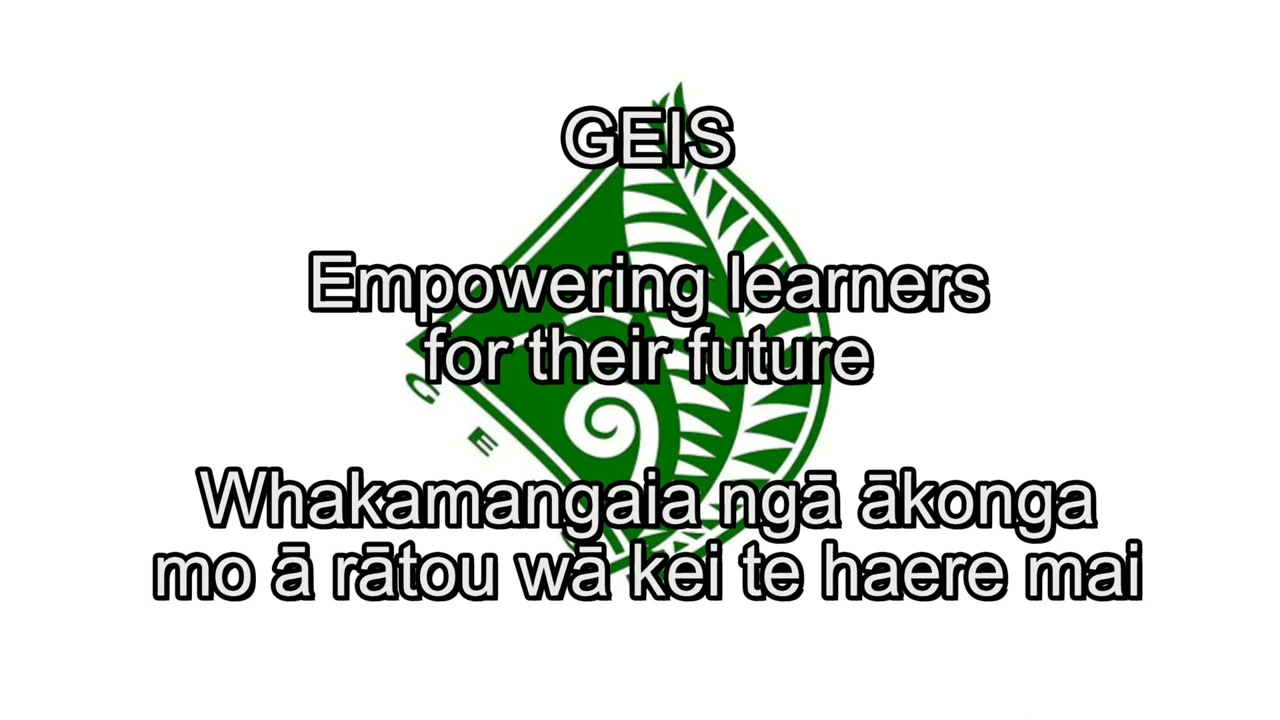 GEIS
Empowering learners
for their future
G E
Whakamangaia ngā ākonga
mo ā rātou wā kei te haere mai